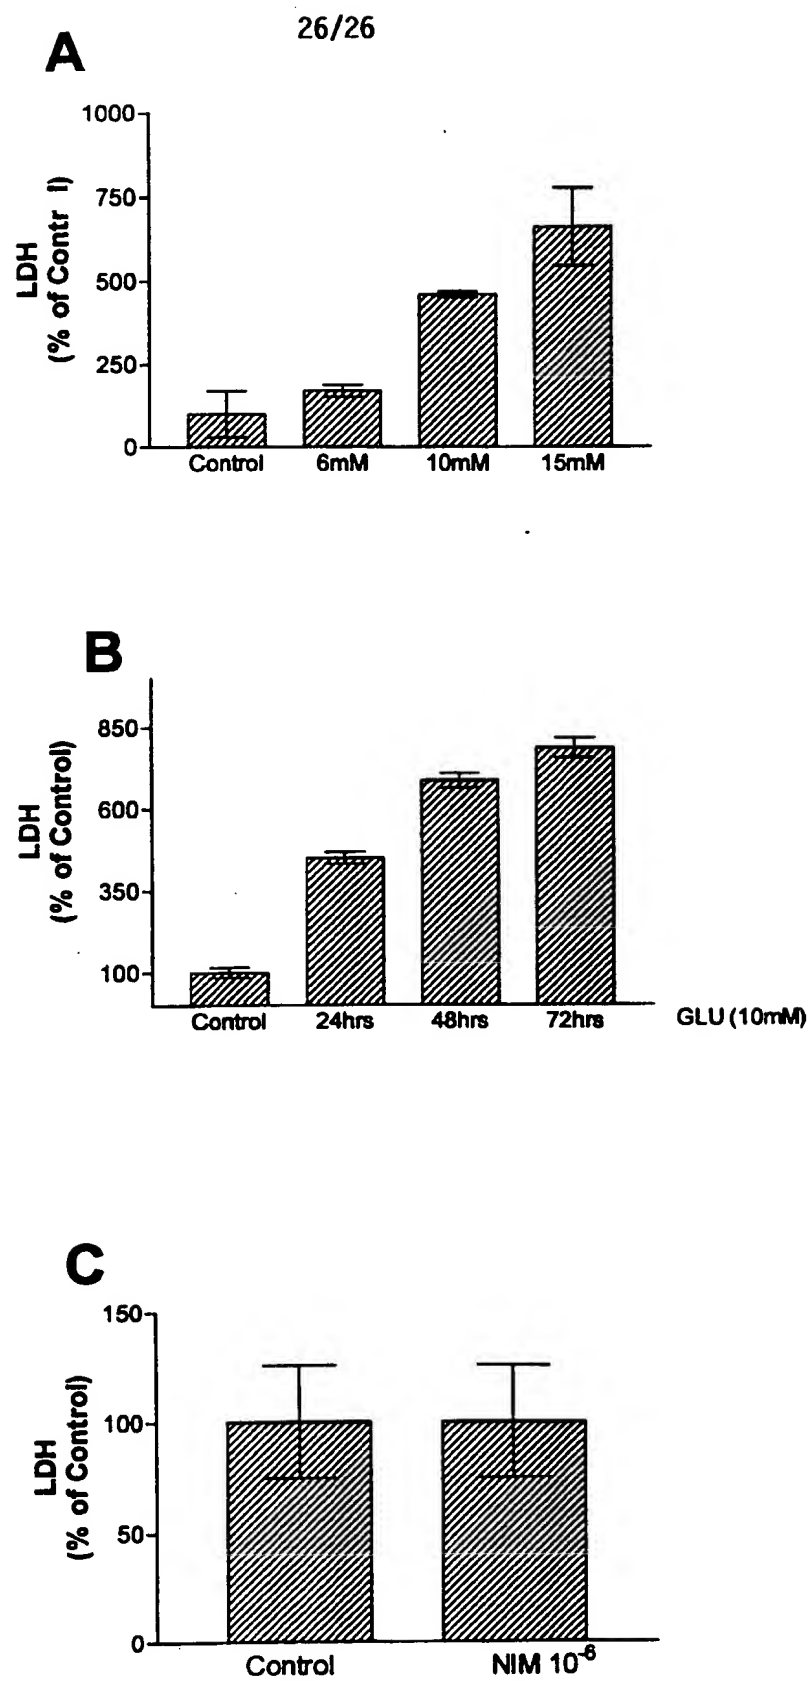 26/26
A
LDH
(% of Contr l)
1000
750
500
250
0
Control 6mM 10mM 15mM
B
LDH
(% of Control)
850
600
350
100
Control 24hrs 48hrs 72hrs GLU (10mM)
C
LDH
(% of Control)
150
100
50
0
Control NIM 10⁻⁶